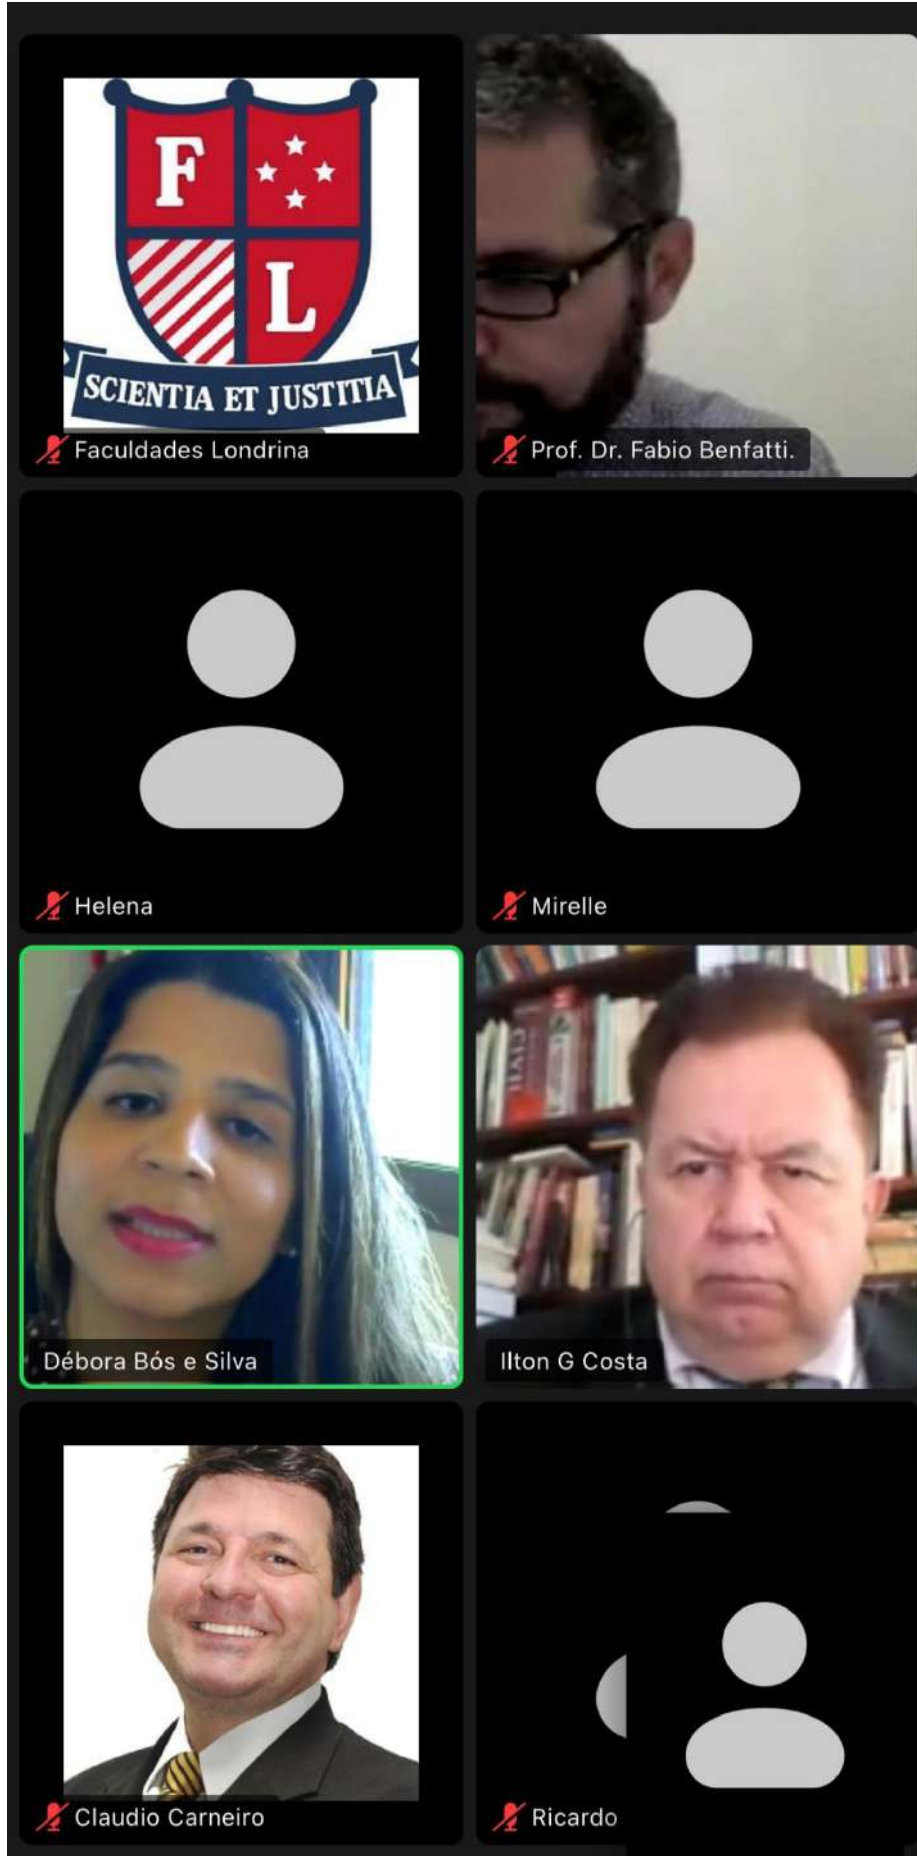 F
L
SCIENTIA ET JUSTITIA
Faculdades Londrina
Prof. Dr. Fabio Benfatti.
Helena
Mirelle
CIVIL
Débora Bós e Silva
Ilton G Costa
Claudio Carneiro
Ricardo